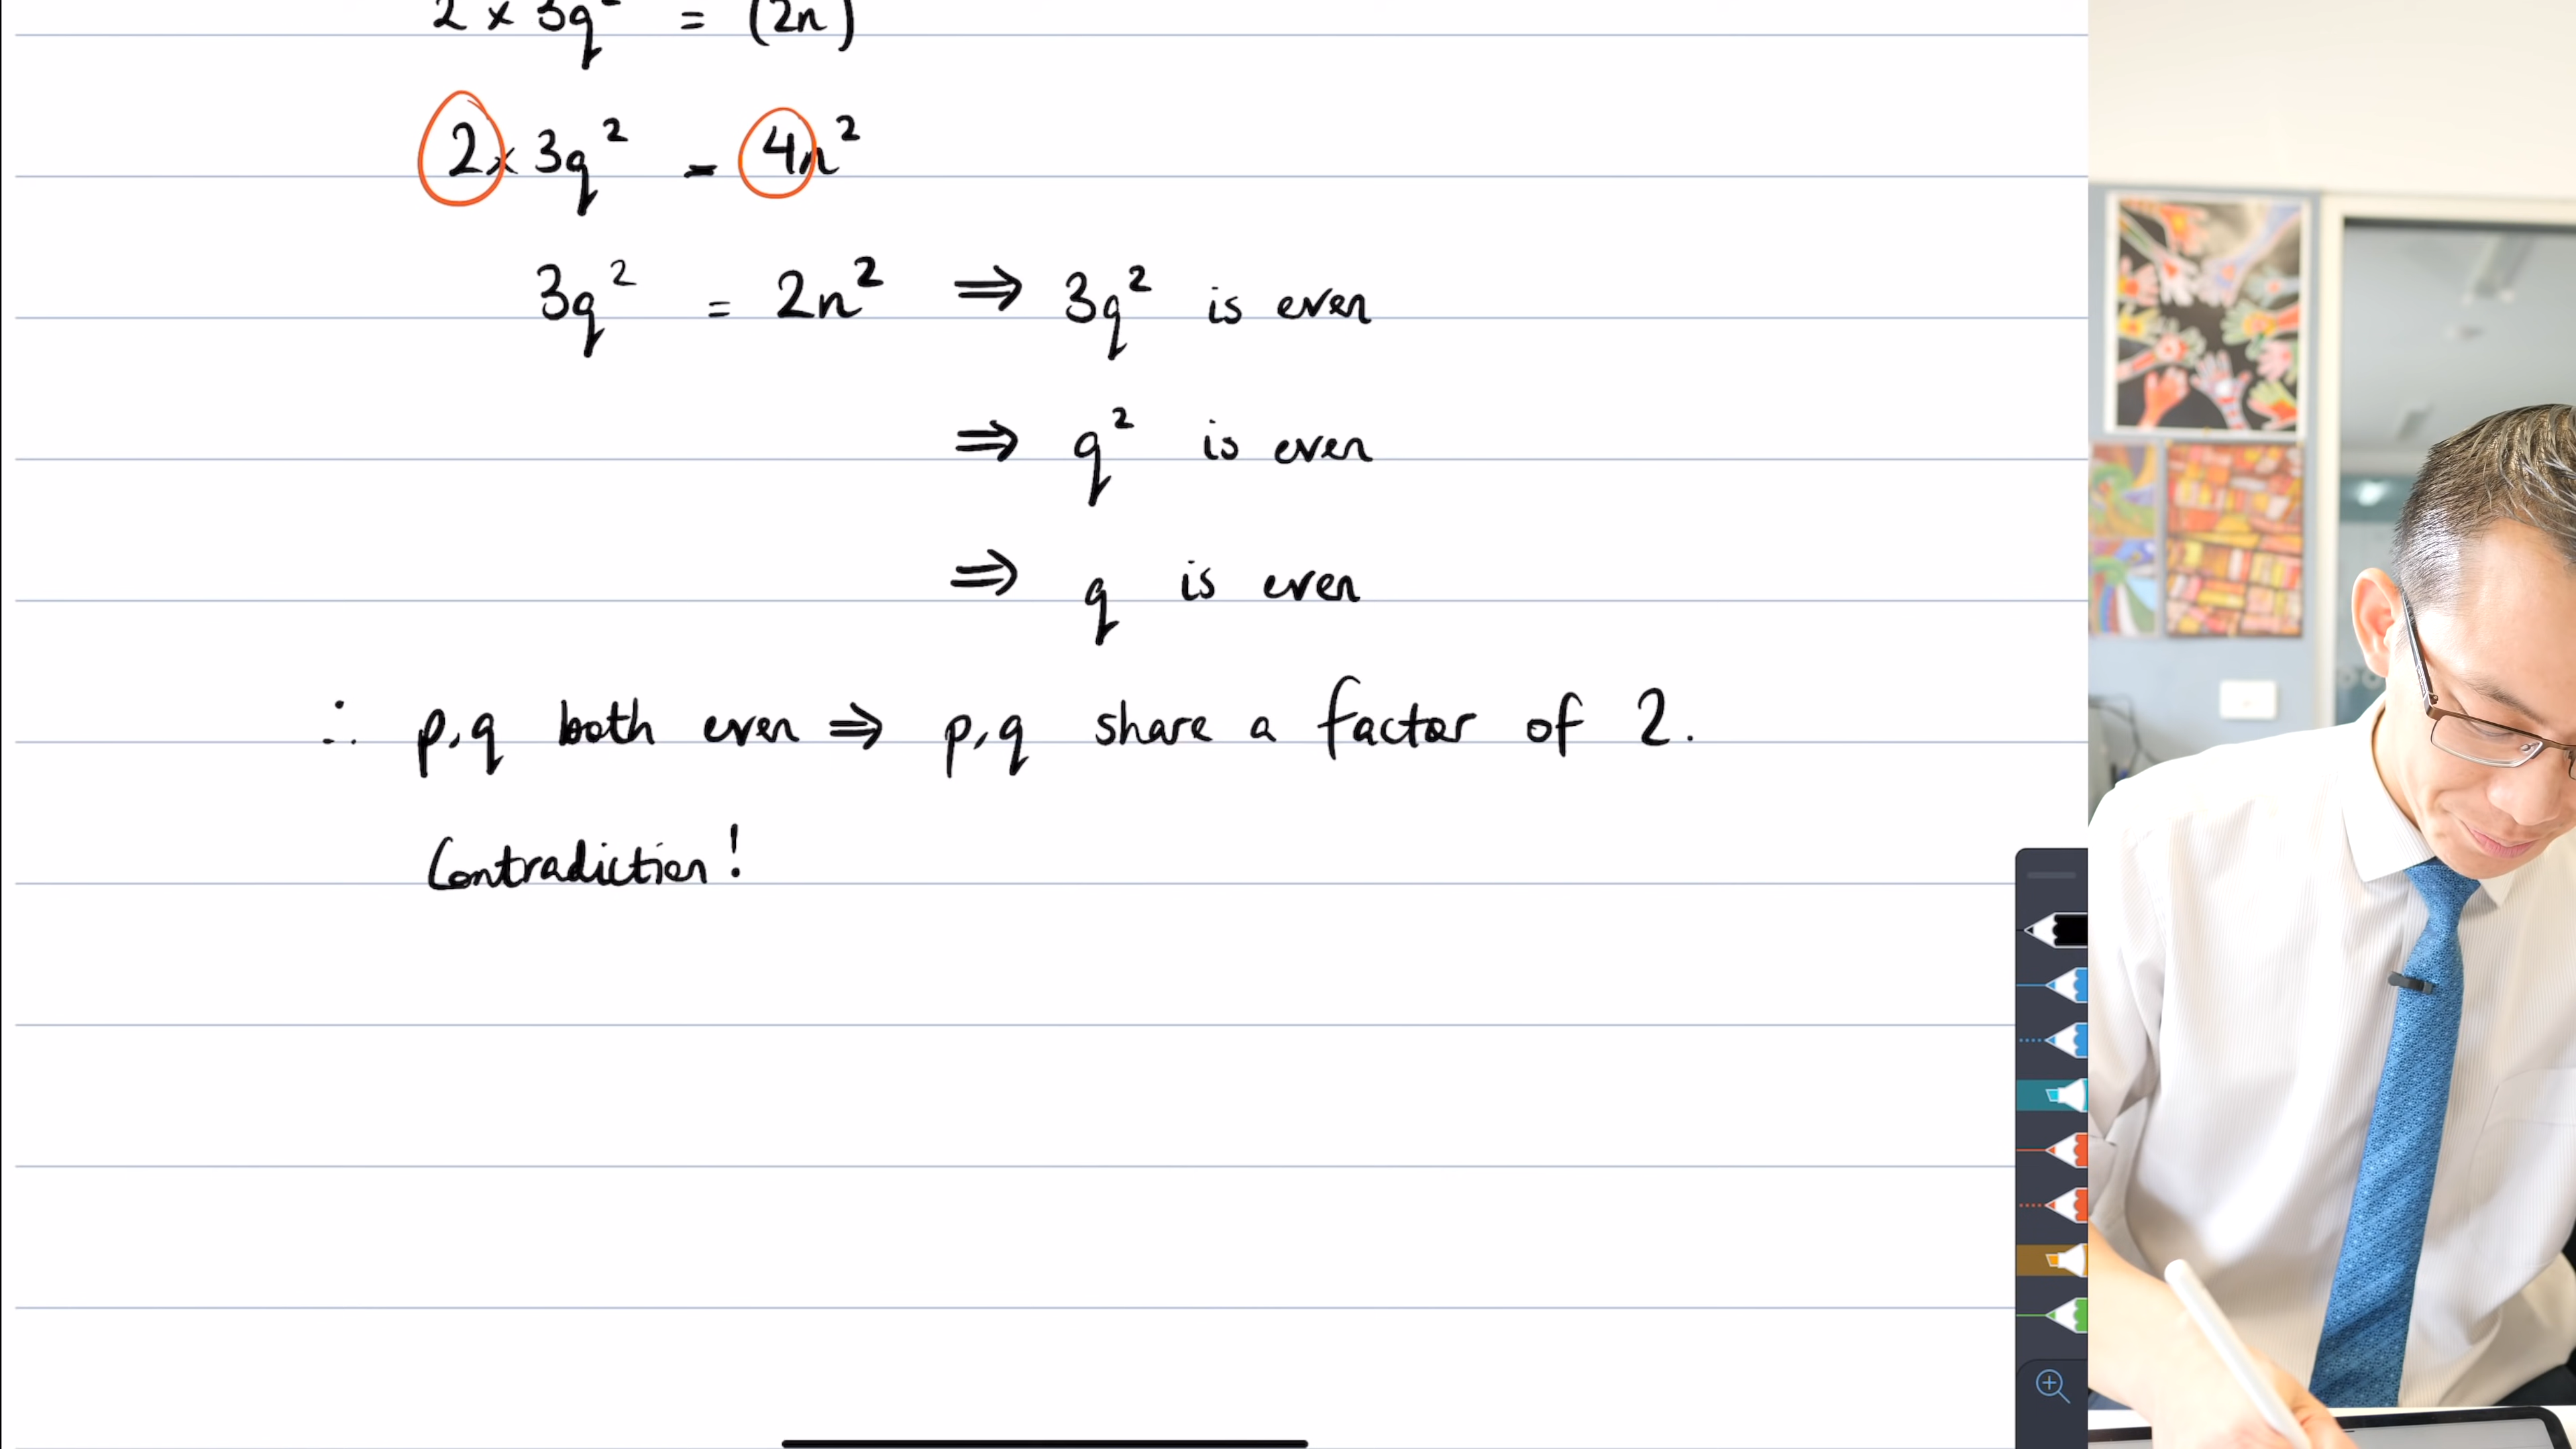 2 × 3q² = (2n)
2 × 3q² = 4n²
3q² = 2n² ⇒ 3q² is even
⇒ q² is even
⇒ q is even
∴ p,q both even ⇒ p,q share a factor of 2.
Contradiction!